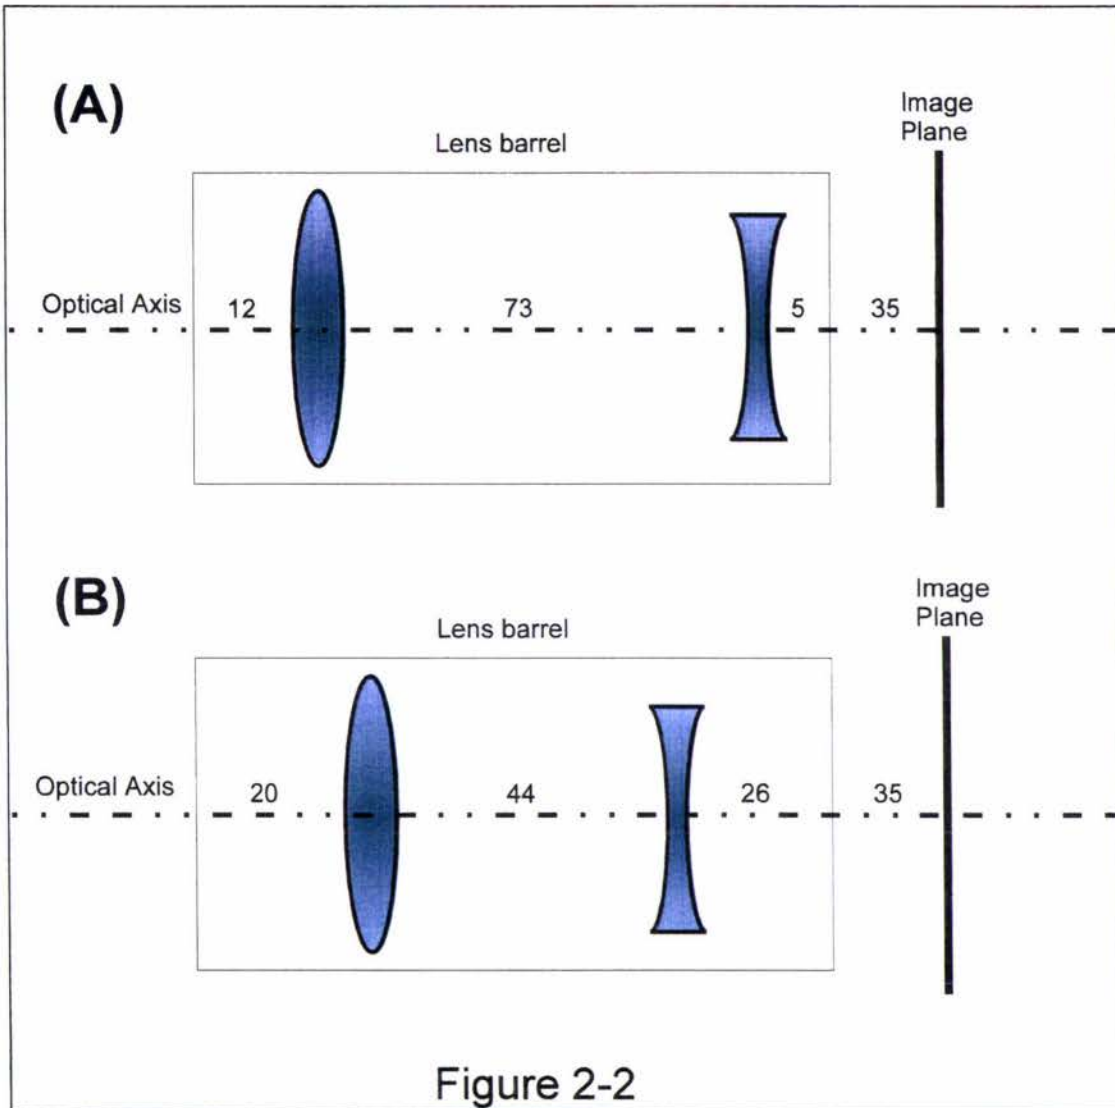 (A)
Image
Plane
Lens barrel
Optical Axis 12 73 5 35
(B)
Image
Plane
Lens barrel
Optical Axis 20 44 26 35
Figure 2-2